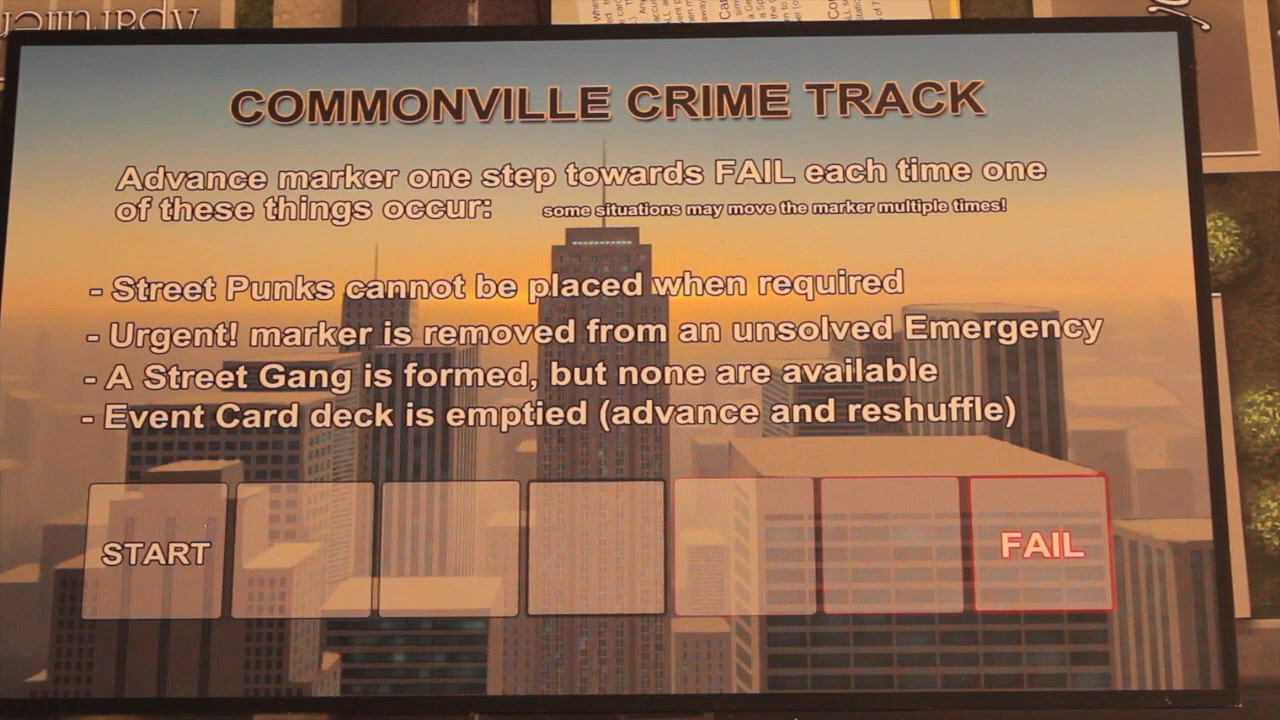 COMMONVILLE CRIME TRACK
Advance marker one step towards FAIL each time one
of these things occur: some situations may move the marker multiple times!
- Street Punks cannot be placed when required
- Urgent! marker is removed from an unsolved Emergency
- A Street Gang is formed, but none are available
- Event Card deck is emptied (advance and reshuffle)
START
FAIL